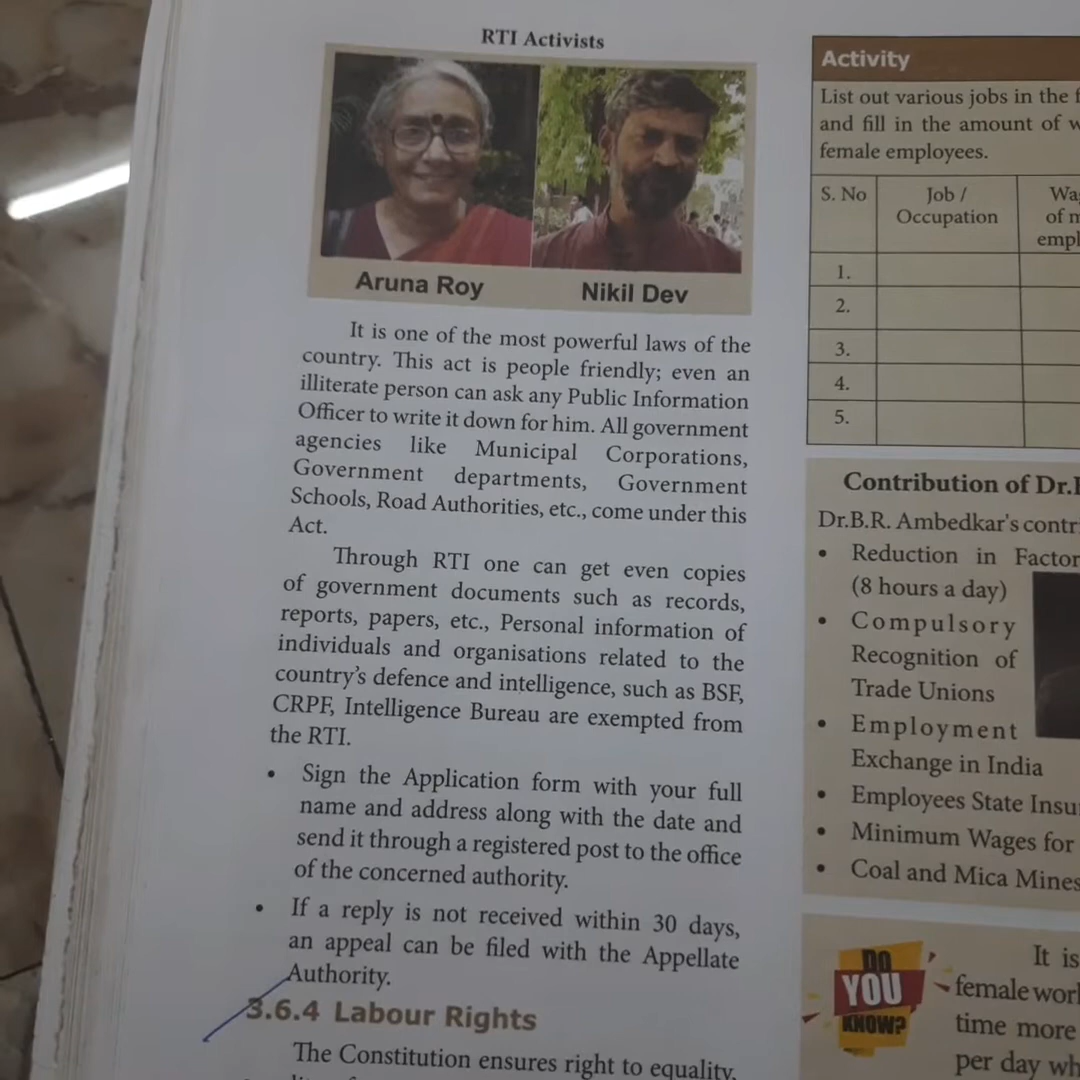 RTI Activists
Aruna Roy
Nikil Dev
It is one of the most powerful laws of the
country. This act is people friendly; even an
illiterate person can ask any Public Information
Officer to write it down for him. All government
agencies like Municipal Corporations,
Government departments, Government
Schools, Road Authorities, etc., come under this
Act.
Through RTI one can get even copies
of government documents such as records,
reports, papers, etc., Personal information of
individuals and organisations related to the
country's defence and intelligence, such as BSF,
CRPF, Intelligence Bureau are exempted from
the RTI.
• Sign the Application form with your full
name and address along with the date and
send it through a registered post to the office
of the concerned authority.
• If a reply is not received within 30 days,
an appeal can be filed with the Appellate
Authority.
3.6.4 Labour Rights
The Constitution ensures right to equality,
Activity
List out various jobs in the
and fill in the amount of
female employees.
S. No
Job /
Occupation
of
1.
2.
3.
4.
5.
Contribution of
Dr.B.R. Ambedkar's
• Reduction in
(8 hours a day)
• Compulsory
Recognition of
Trade Unions
• Employment
Exchange in India
• Employees State
• Minimum Wages for
• Coal and Mica Mines
DO
YOU
KNOW?
It is
female
time more
per day